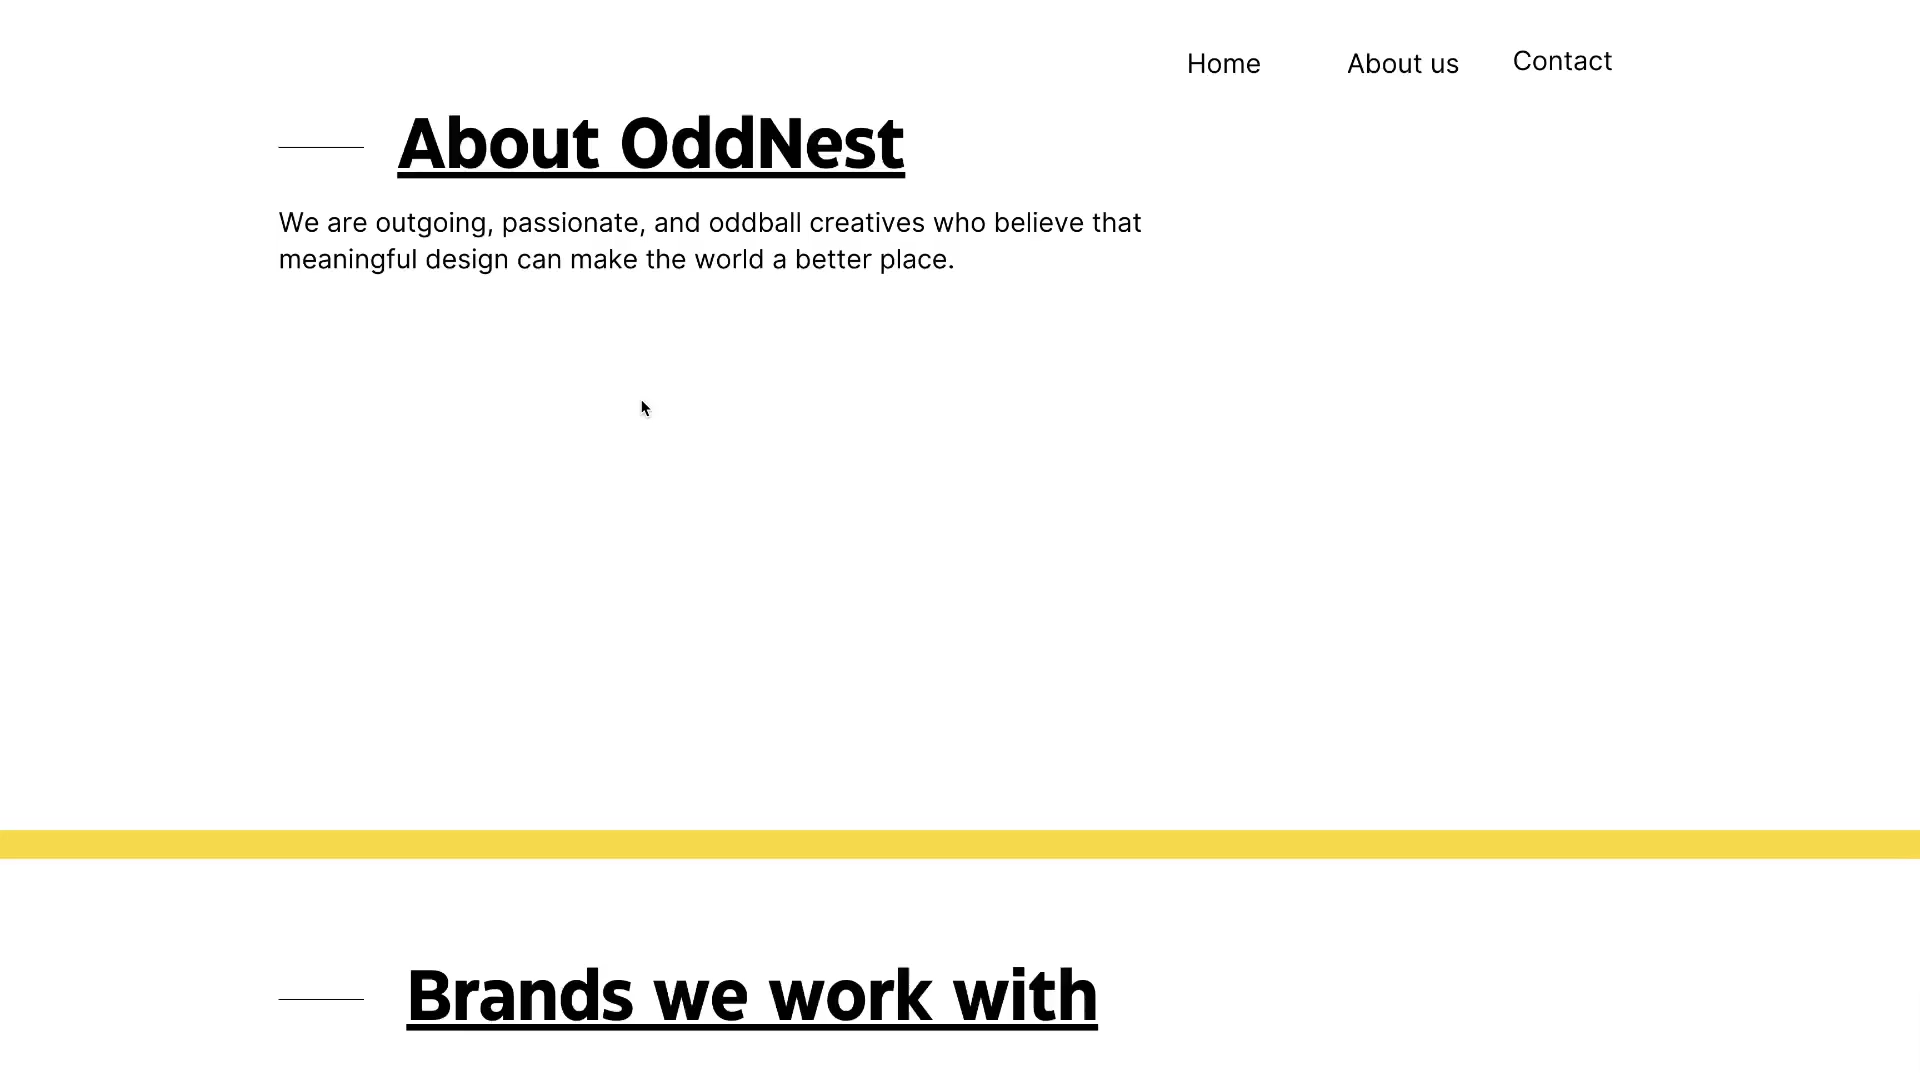 Home About us Contact
About OddNest
We are outgoing, passionate, and oddball creatives who believe that
meaningful design can make the world a better place.
Brands we work with